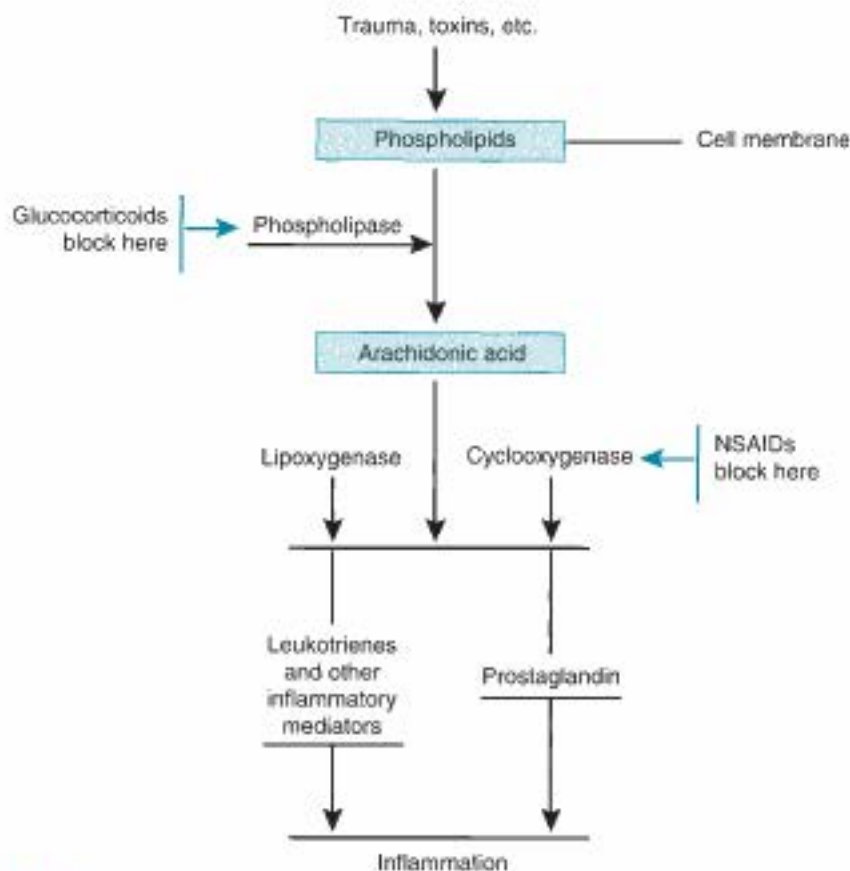 Trauma, toxins, etc.
Phospholipids
Cell membrane
Glucocorticoids
block here
Phospholipase
Arachidonic acid
Lipoxygenase
Cyclooxygenase
NSAIDs
block here
Leukotrienes
and other
inflammatory
mediators
Prostaglandin
Inflammation